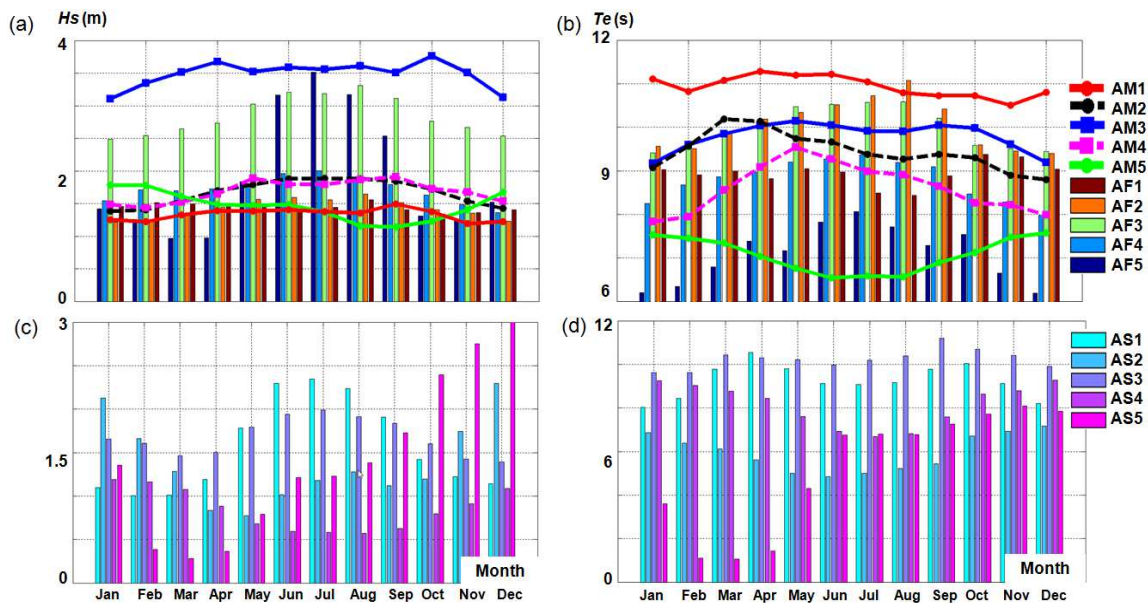 (a)
Hs (m)
4
2
1
0
(b)
Te (s)
12
9
6
AM1
AM2
AM3
AM4
AM5
AF1
AF2
AF3
AF4
AF5
(c)
3
1.5
0
Month
Jan Feb Mar Apr May Jun Jul Aug Sep Oct Nov Dec
(d)
12
6
0
Month
Jan Feb Mar Apr May Jun Jul Aug Sep Oct Nov Dec
AS1
AS2
AS3
AS4
AS5